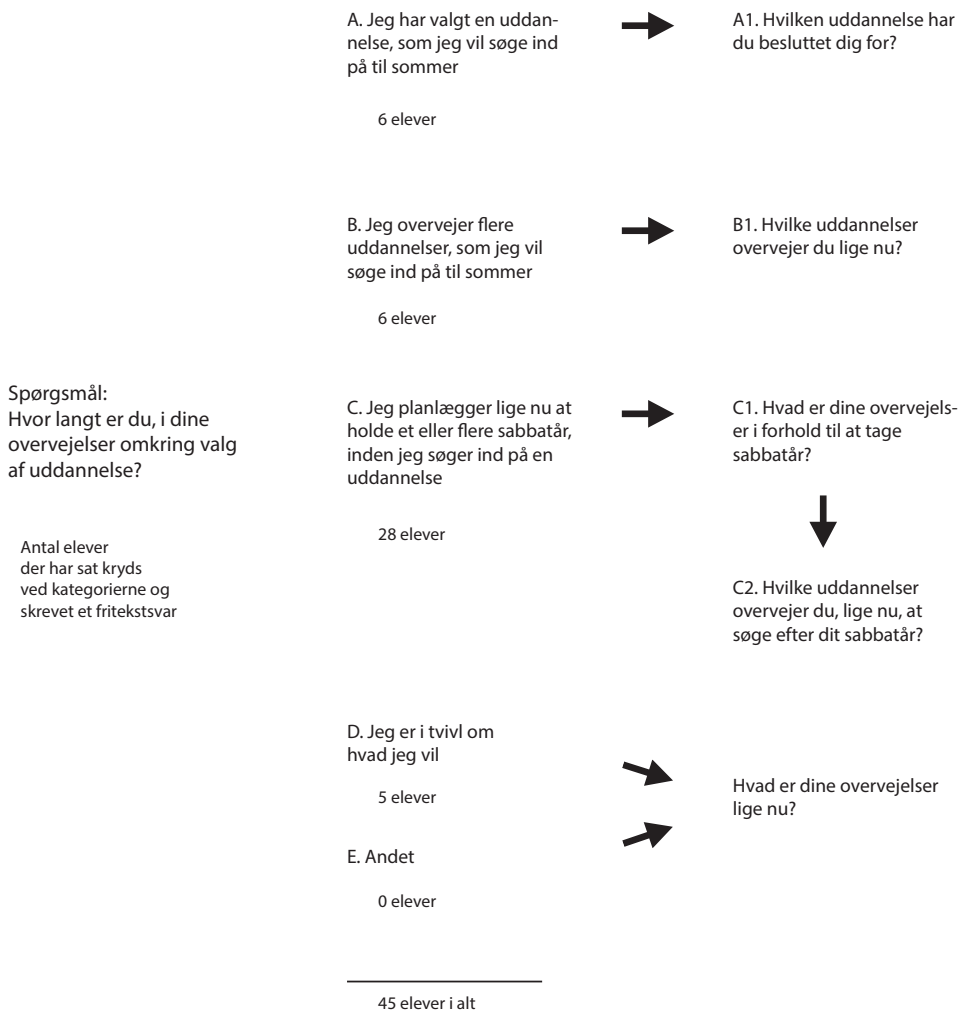 A. Jeg har valgt en uddan-
nelse, som jeg vil søge ind
på til sommer
6 elever
A1. Hvilken uddannelse har
du besluttet dig for?
B. Jeg overvejer flere
uddannelser, som jeg vil
søge ind på til sommer
6 elever
B1. Hvilke uddannelser
overvejer du lige nu?
Spørgsmål:
Hvor langt er du, i dine
overvejelser omkring valg
af uddannelse?
Antal elever
der har sat kryds
ved kategorierne og
skrevet et fritekstsvar
C. Jeg planlægger lige nu at
holde et eller flere sabbatår,
inden jeg søger ind på en
uddannelse
28 elever
C1. Hvad er dine overvejels-
er i forhold til at tage
sabbatår?
C2. Hvilke uddannelser
overvejer du, lige nu, at
søge efter dit sabbatår?
D. Jeg er i tvivl om
hvad jeg vil
5 elever
E. Andet
0 elever
Hvad er dine overvejelser
lige nu?
45 elever i alt